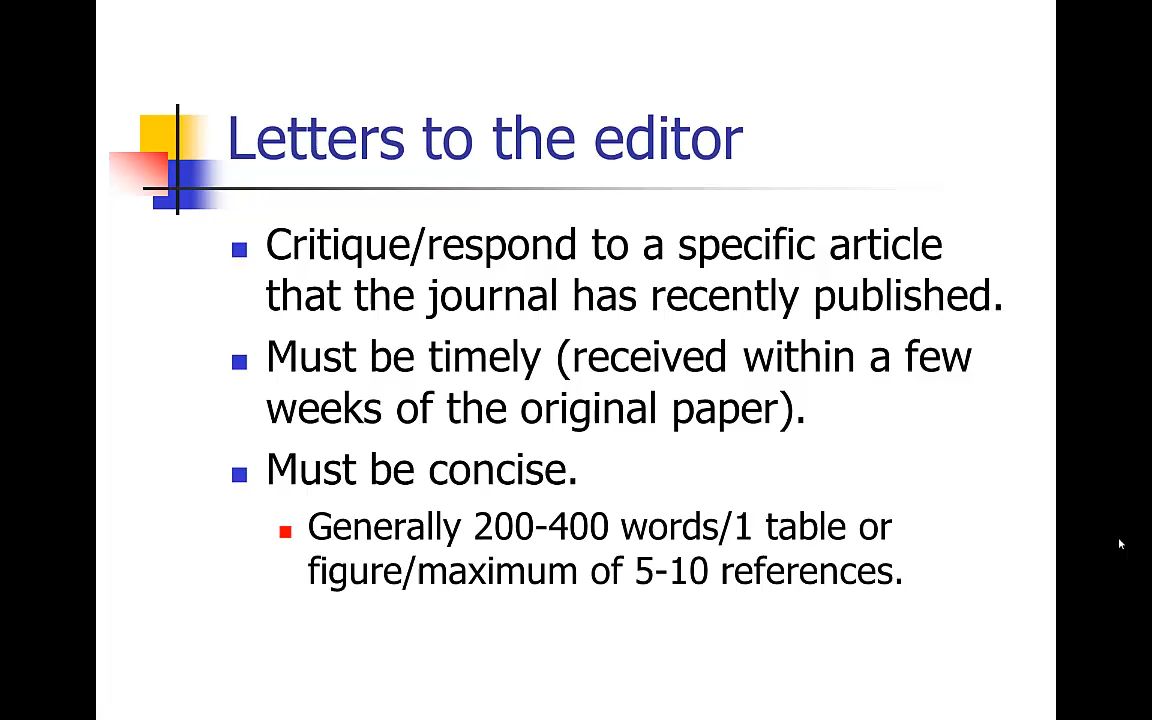 Letters to the editor
Critique/respond to a specific article
that the journal has recently published.
Must be timely (received within a few
weeks of the original paper).
Must be concise.
Generally 200-400 words/1 table or
figure/maximum of 5-10 references.